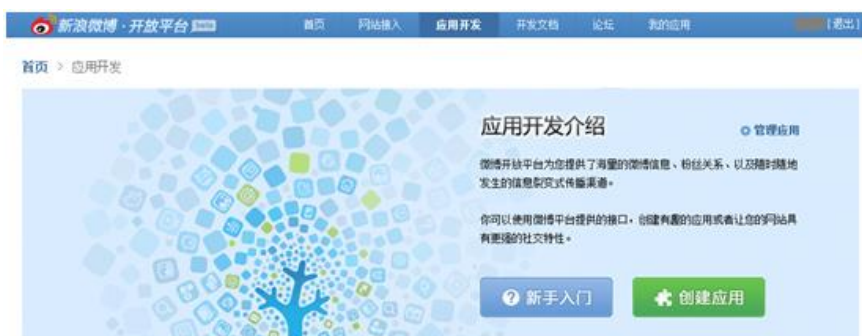 新浪微博·开放平台 beta
首页 网站接入 应用开发 开发文档 论坛 我的应用 [退出]
首页 > 应用开发
应用开发介绍
管理应用
微博开放平台为您提供了海量的微博信息、粉丝关系、以及随时随地
发生的信息裂变式传播渠道。
你可以使用微博平台提供的接口，创建有趣的应用或者让您的网站具
有更强的社交特性。
新手入门
创建应用